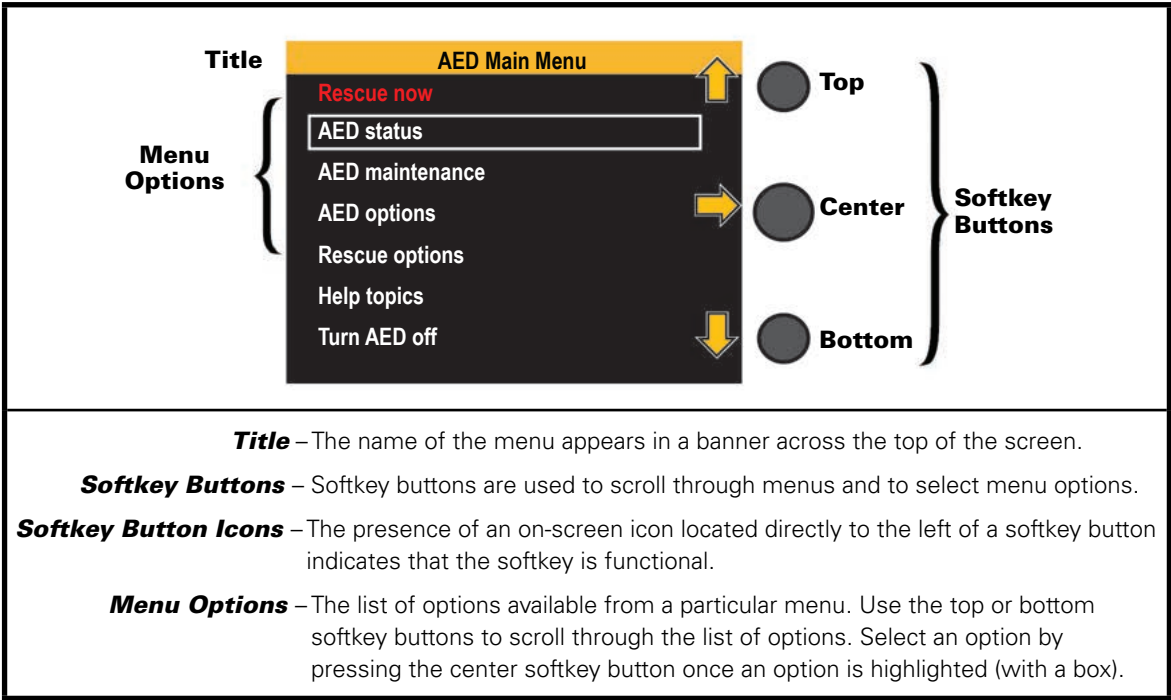 Title
AED Main Menu
Rescue now
AED status
AED maintenance
AED options
Rescue options
Help topics
Turn AED off
Menu
Options
Top
Center
Bottom
Softkey
Buttons
Title – The name of the menu appears in a banner across the top of the screen.
Softkey Buttons – Softkey buttons are used to scroll through menus and to select menu options.
Softkey Button Icons – The presence of an on-screen icon located directly to the left of a softkey button
indicates that the softkey is functional.
Menu Options – The list of options available from a particular menu. Use the top or bottom
softkey buttons to scroll through the list of options. Select an option by
pressing the center softkey button once an option is highlighted (with a box).